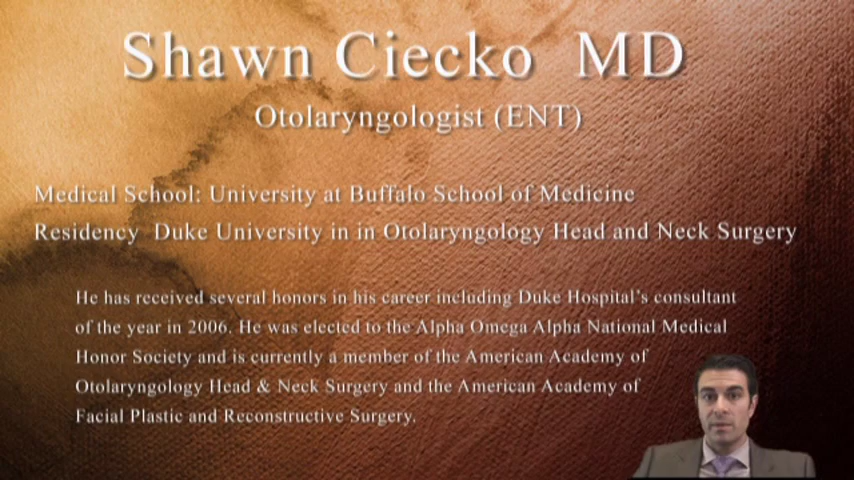 Shawn Ciecko MD
Otolaryngologist (ENT)
Medical School: University at Buffalo School of Medicine
Residency Duke University in in Otolaryngology Head and Neck Surgery
He has received several honors in his career including Duke Hospital's consultant
of the year in 2006. He was elected to the Alpha Omega Alpha National Medical
Honor Society and is currently a member of the American Academy of
Otolaryngology Head & Neck Surgery and the American Academy of
Facial Plastic and Reconstructive Surgery.